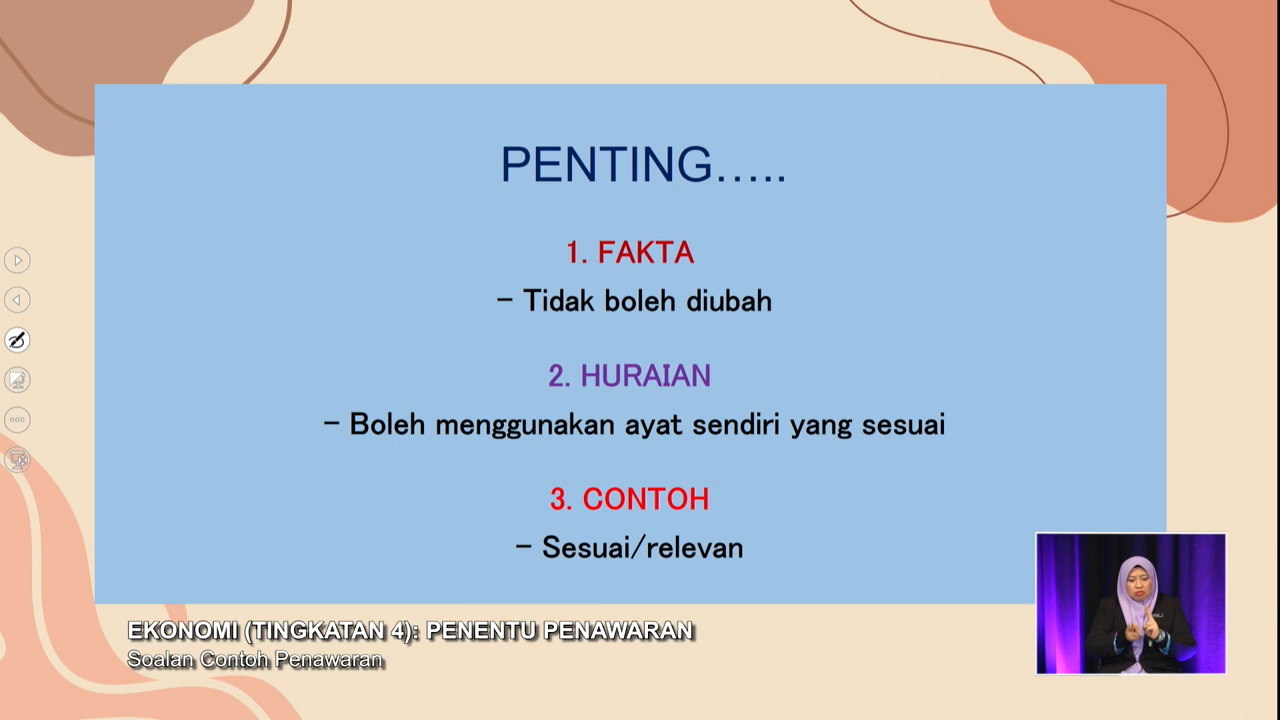 PENTING.....
1. FAKTA
- Tidak boleh diubah
2. HURAIAN
- Boleh menggunakan ayat sendiri yang sesuai
3. CONTOH
- Sesuai/relevan
EKONOMI (TINGKATAN 4): PENENTU PENAWARAN
Soalan Contoh Penawaran